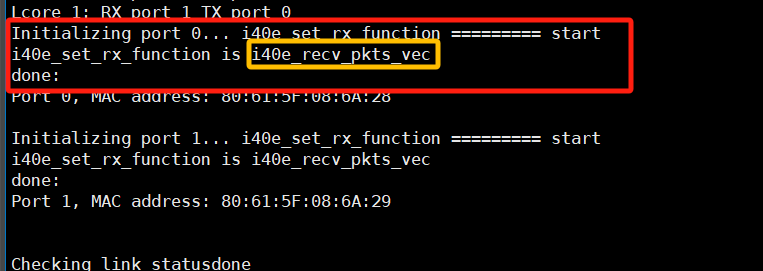 Lcore 1: RX port 1 TX port 0
Initializing port 0... i40e_set_rx_function ========= start
i40e_set_rx_function is i40e_recv_pkts_vec
done:
Port 0, MAC address: 80:61:5F:08:6A:28
Initializing port 1... i40e_set_rx_function ========= start
i40e_set_rx_function is i40e_recv_pkts_vec
done:
Port 1, MAC address: 80:61:5F:08:6A:29
Checking link statusdone